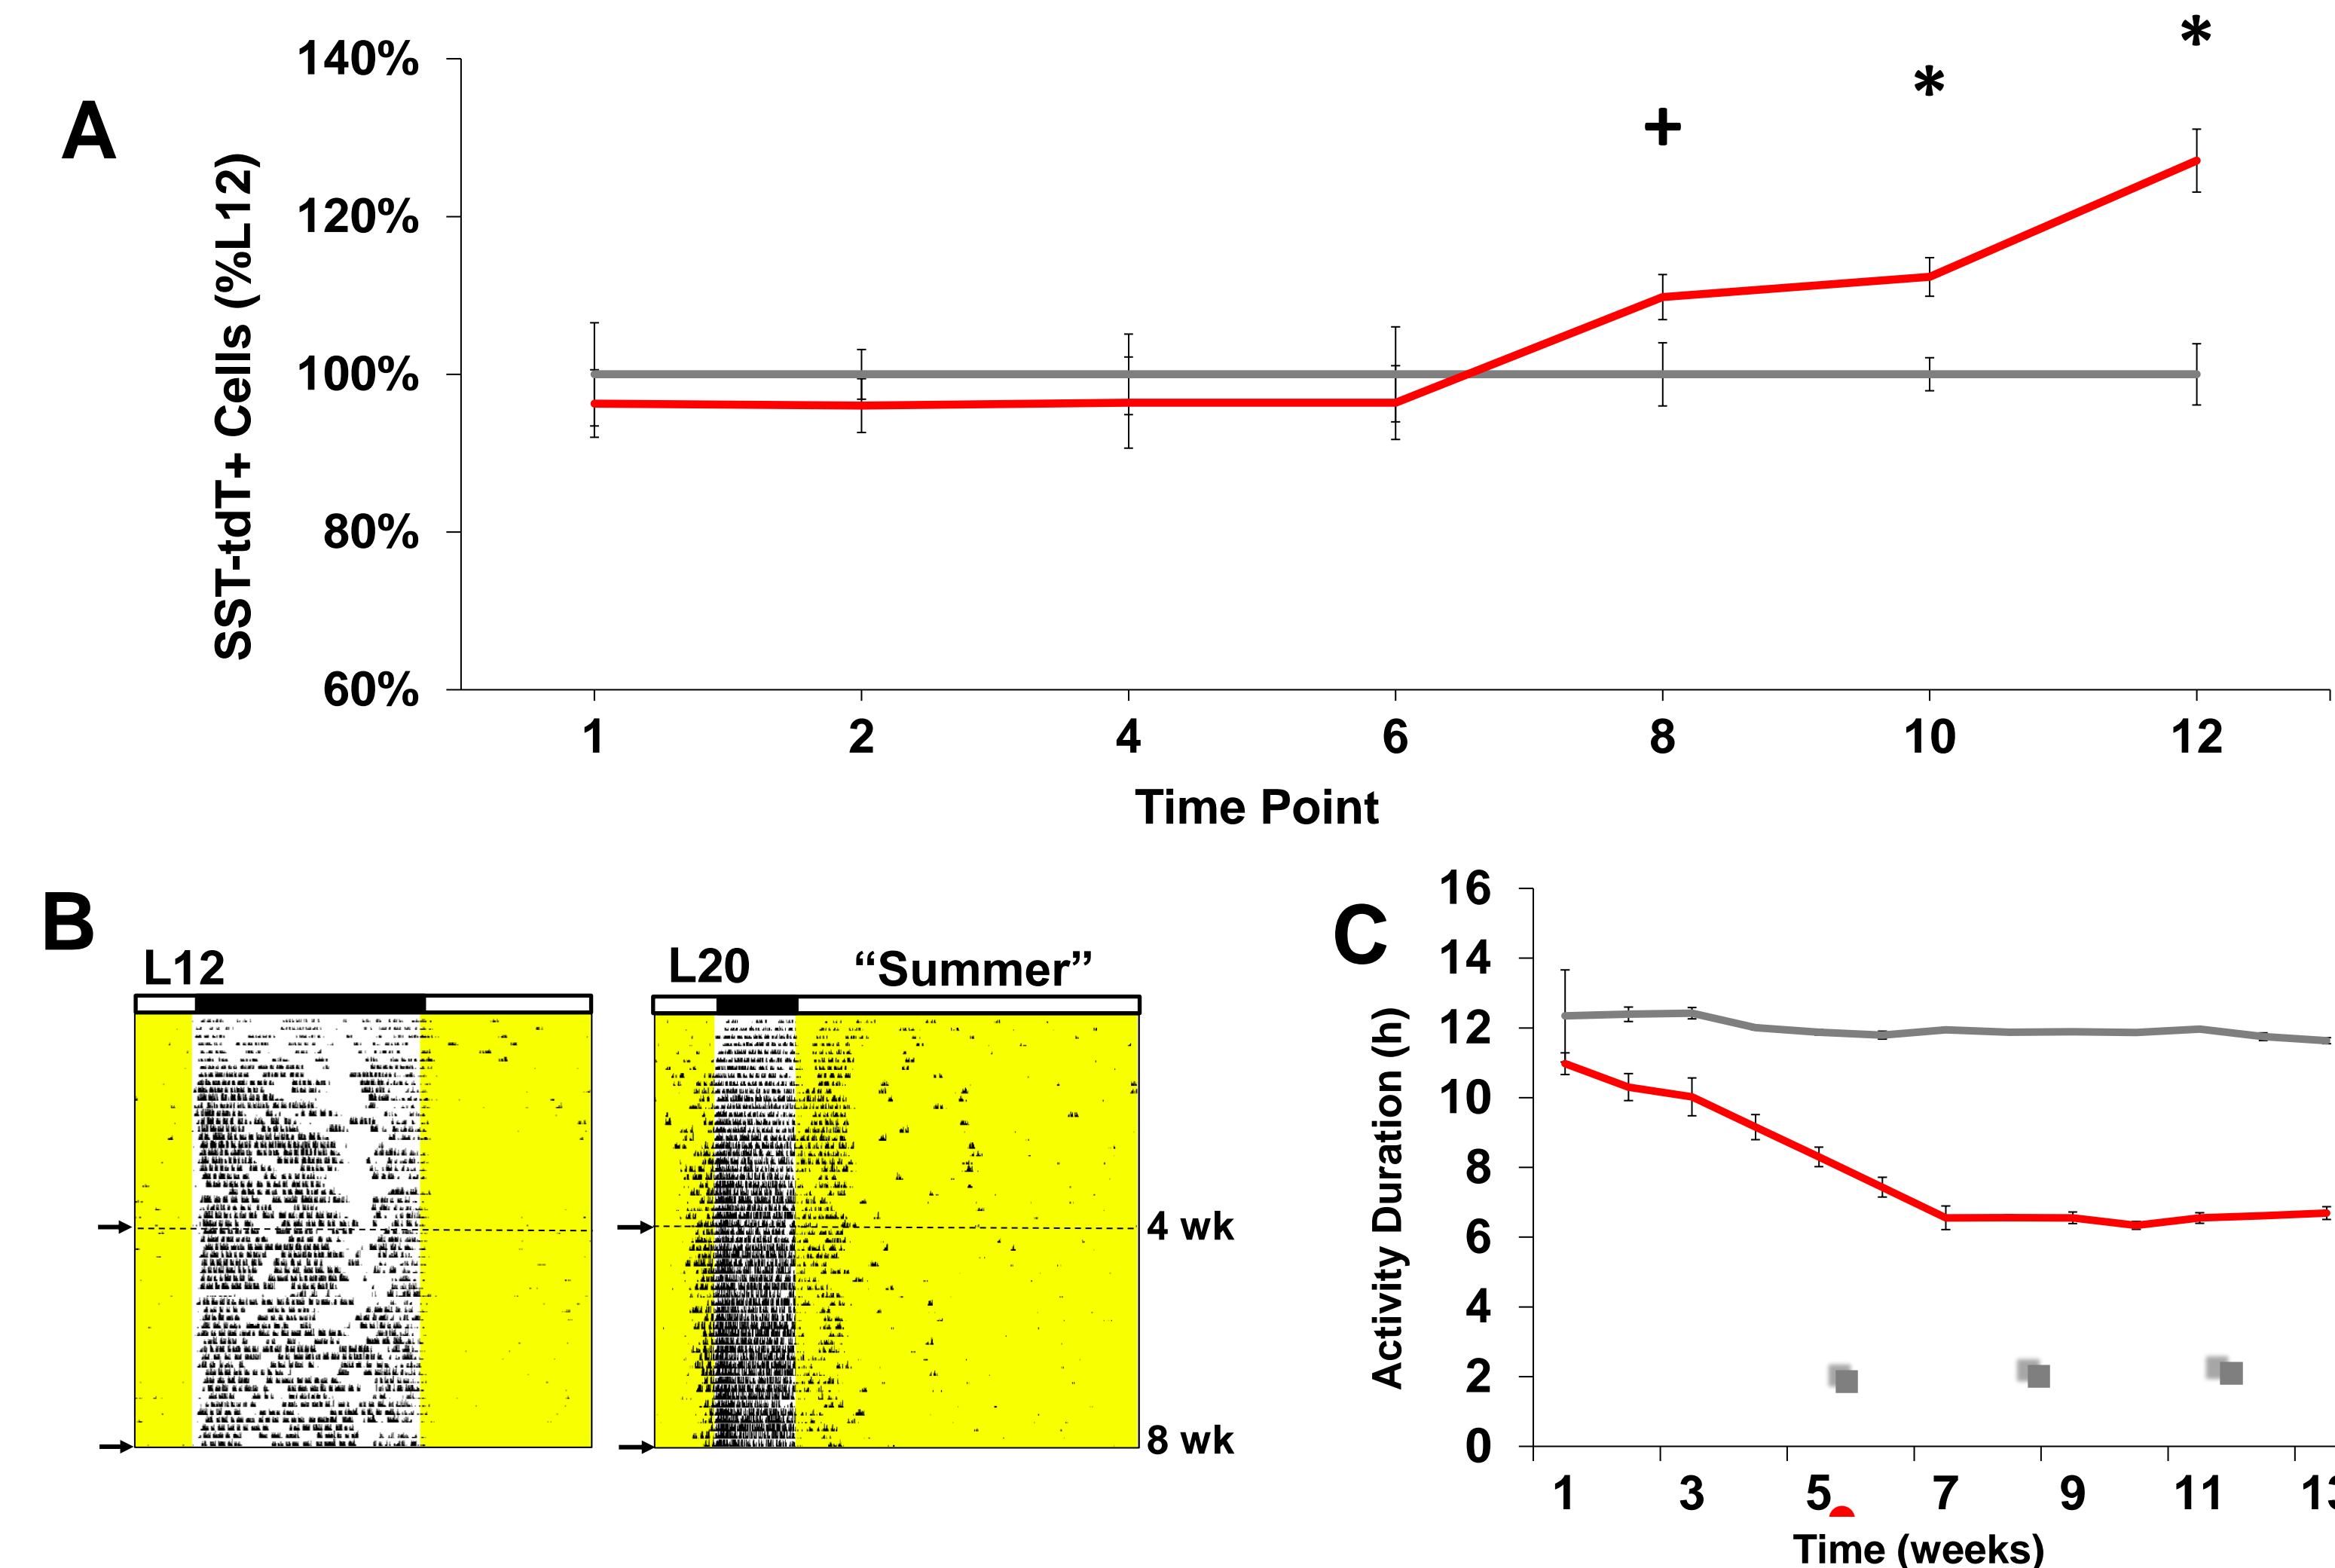 A
SST-tdT+ Cells (%L12)
140%
120%
100%
80%
60%
+
*
*
1 2 4 6 8 10 12
Time Point
B
L12
L20
“Summer”
4 wk
8 wk
C
Activity Duration (h)
16
14
12
10
8
6
4
2
0
1 3 5 7 9 11 13
Time (weeks)